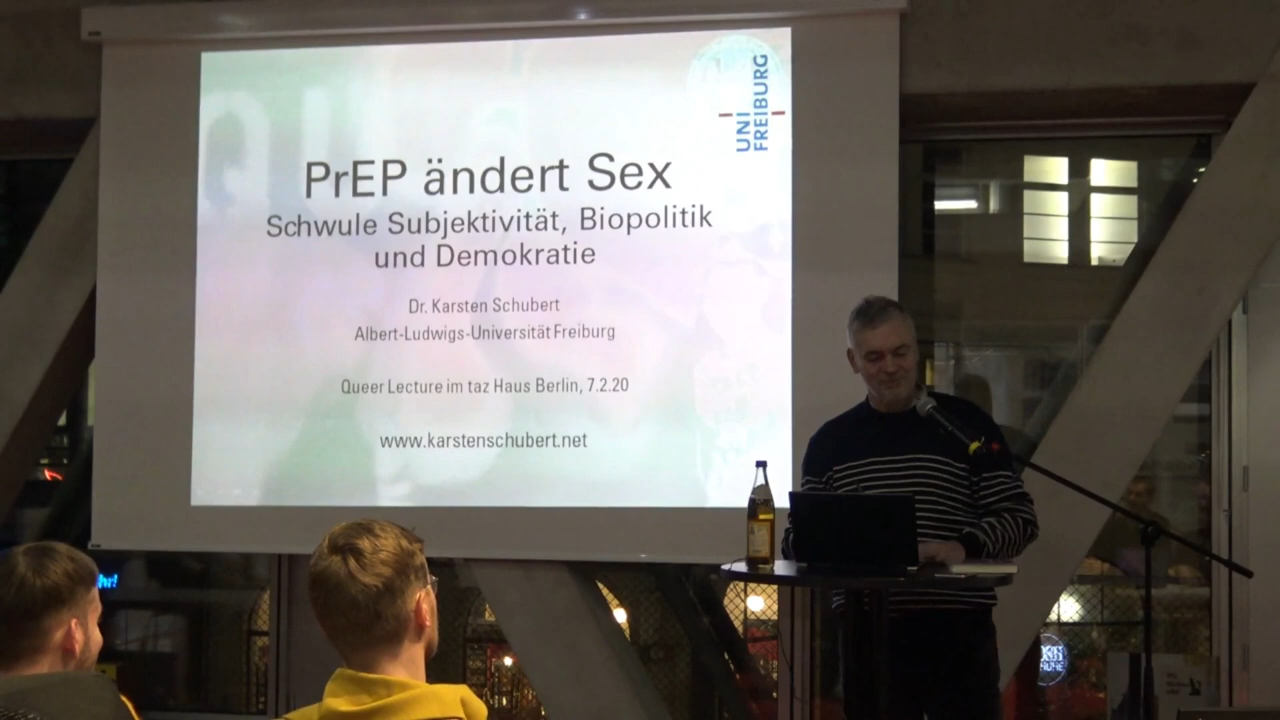 UNI
FREIBURG
PrEP ändert Sex
Schwule Subjektivität, Biopolitik
und Demokratie
Dr. Karsten Schubert
Albert-Ludwigs-Universität Freiburg
Queer Lecture im taz Haus Berlin, 7.2.20
www.karstenschubert.net
hr!